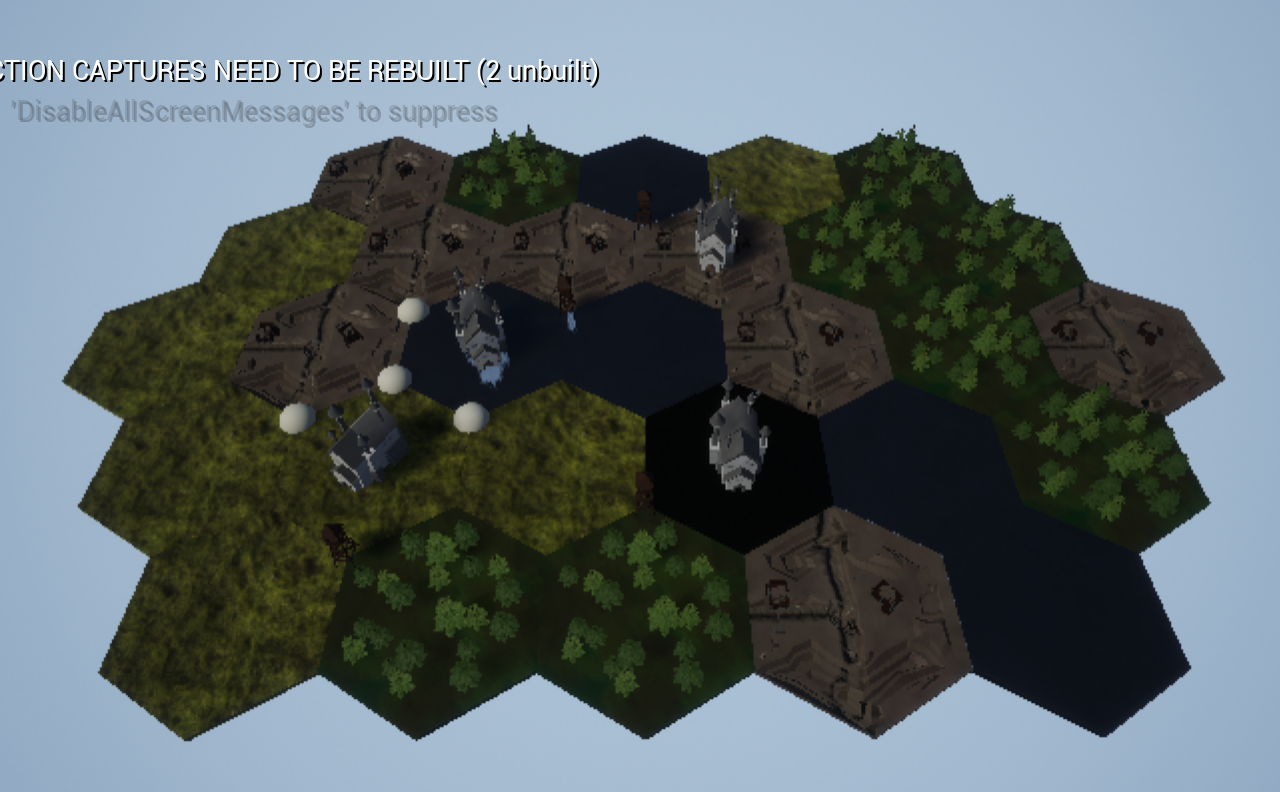 CTION CAPTURES NEED TO BE REBUILT (2 unbuilt)
'DisableAllScreenMessages' to suppress